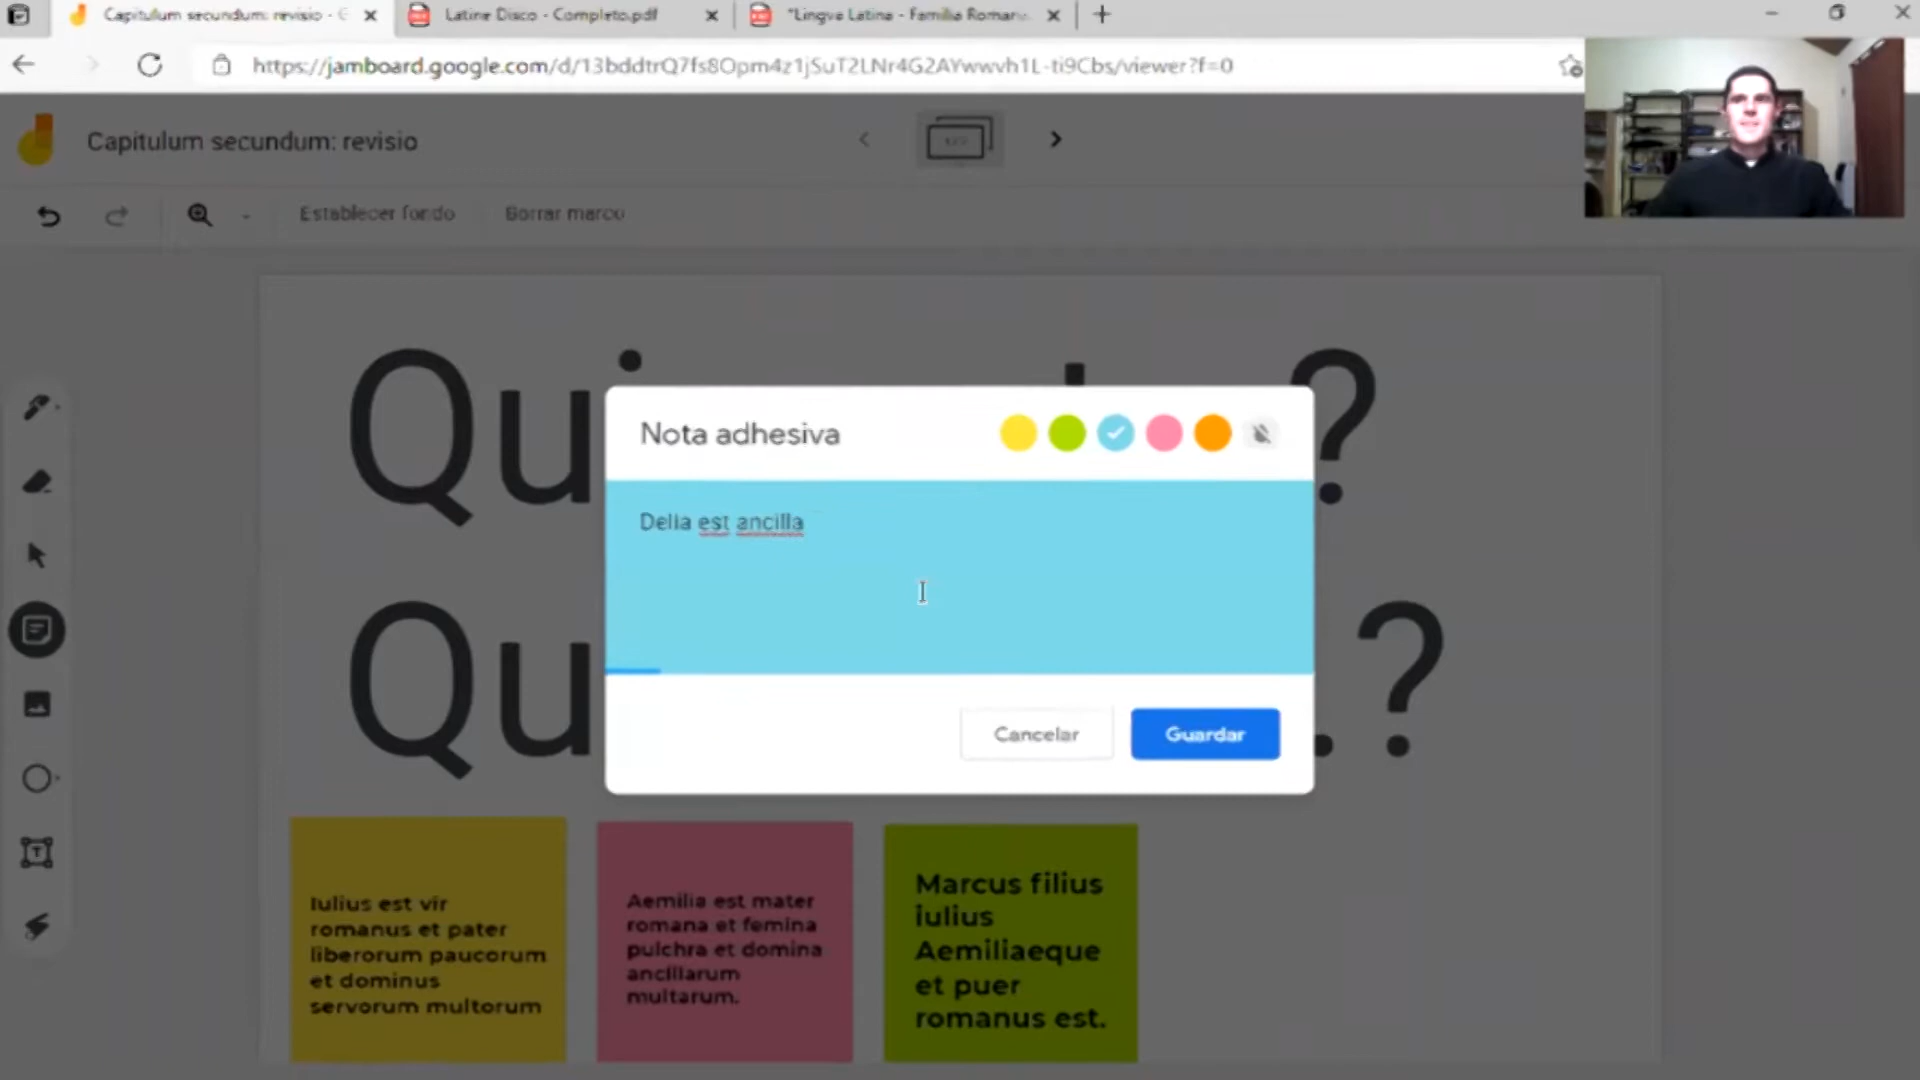 Capitulum secundum: revisio - G
Latine Disco - Completo.pdf
"Lingva Latina - Familia Roman
https://jamboard.google.com/d/13bddtrQ7fs8Opm4z1jSuT2LNr4G2AYwwvh1L-ti9Cbs/viewer?f=0
Capitulum secundum: revisio
Establecer fondo
Borrar marco
Qui ?
Nota adhesiva
Delia est ancilla
Qu .?
Cancelar
Guardar
Iulius est vir
romanus et pater
liberorum paucorum
et dominus
servorum multorum
Aemilia est mater
romana et femina
pulchra et domina
ancillarum
multarum.
Marcus filius
iulius
Aemiliaeque
et puer
romanus est.